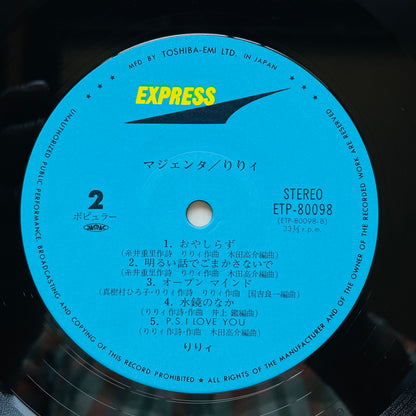 MFD. BY TOSHIBA-EMI LTD. IN JAPAN
EXPRESS
マジェンタ／りりィ
2
ポピュラー
STEREO
ETP-80098
(ETP-80098-B)
33⅓ r.p.m.
1. おやしらず
(糸井重里作詩・りりィ作曲 木田高介編曲)
2. 明るい話でごまかさないで
(糸井重里作詩・りりィ作曲 木田高介編曲)
3. オープン マインド
(真樹村ひろ子・りりィ作詩 りりィ作曲 国吉良一編曲)
4. 水鏡のなか
(りりィ作詩・作曲 井上 鑑編曲)
5. P.S. I LOVE YOU
(りりィ作詩・作曲 木田高介編曲)
りりィ
UNAUTHORIZED PUBLIC PERFORMANCE, BROADCASTING AND COPYING OF THIS RECORD PROHIBITED ★ ALL RIGHTS OF THE MANUFACTURER AND OF THE OWNER OF THE RECORDED WORK ARE RESERVED